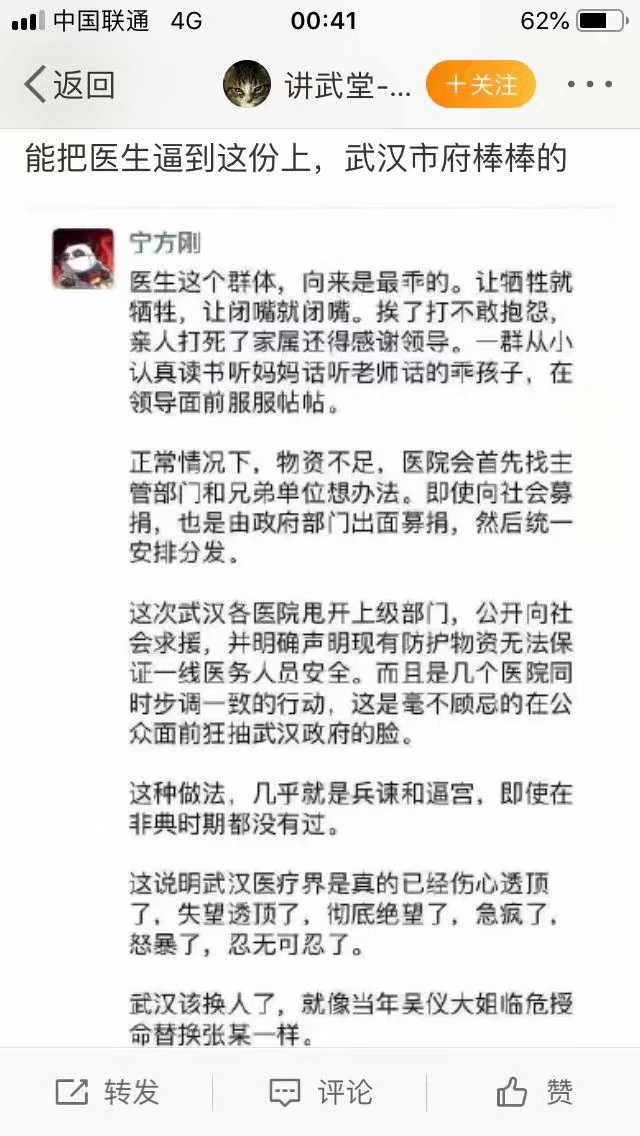 中国联通 4G 00:41 62%
返回 讲武堂-... +关注 ...
能把医生逼到这份上，武汉市府棒棒的
宁方刚
医生这个群体，向来是最乖的。让牺牲就
牺牲，让闭嘴就闭嘴。挨了打不敢抱怨，
亲人打死了家属还得感谢领导。一群从小
认真读书听妈妈话听老师话的乖孩子，在
领导面前服服帖帖。
正常情况下，物资不足，医院会首先找主
管部门和兄弟单位想办法。即使向社会募
捐，也是由政府部门出面募捐，然后统一
安排分发。
这次武汉各医院甩开上级部门，公开向社
会求援，并明确声明现有防护物资无法保
证一线医务人员安全。而且是几个医院同
时步调一致的行动，这是毫不顾忌的在公
众面前狂抽武汉政府的脸。
这种做法，几乎就是兵谏和逼宫，即使在
非典时期都没有过。
这说明武汉医疗界是真的已经伤心透顶
了，失望透顶了，彻底绝望了，急疯了，
怒暴了，忍无可忍了。
武汉该换人了，就像当年吴仪大姐临危授
命替换张某一样。
转发 评论 赞